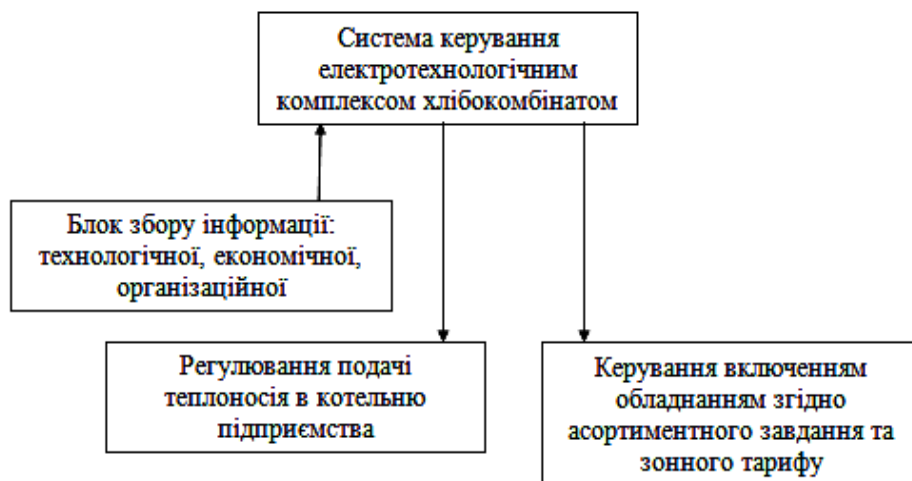 Система керування
електротехнологічним
комплексом хлібокомбінатом
Блок збору інформації:
технологічної, економічної,
організаційної
Регулювання подачі
теплоносія в котельню
підприємства
Керування включенням
обладнанням згідно
асортиментного завдання та
зонного тарифу